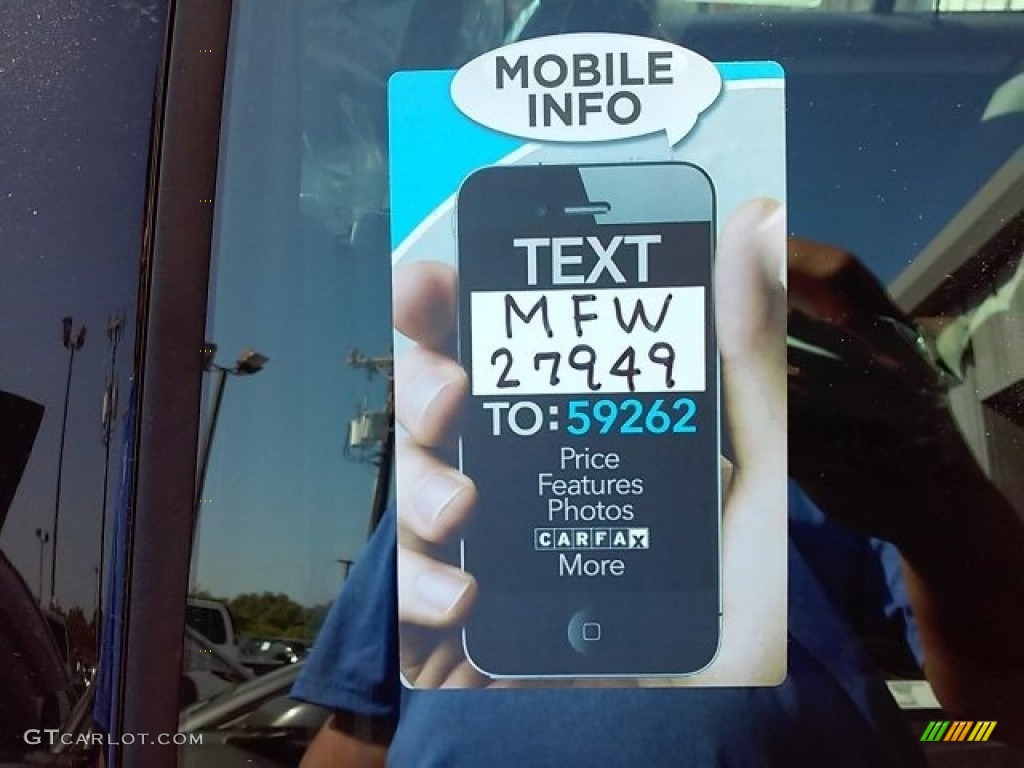 MOBILE
INFO
TEXT
MFW
27949
TO: 59262
Price
Features
Photos
CARFAX
More
GTCARLOT.COM